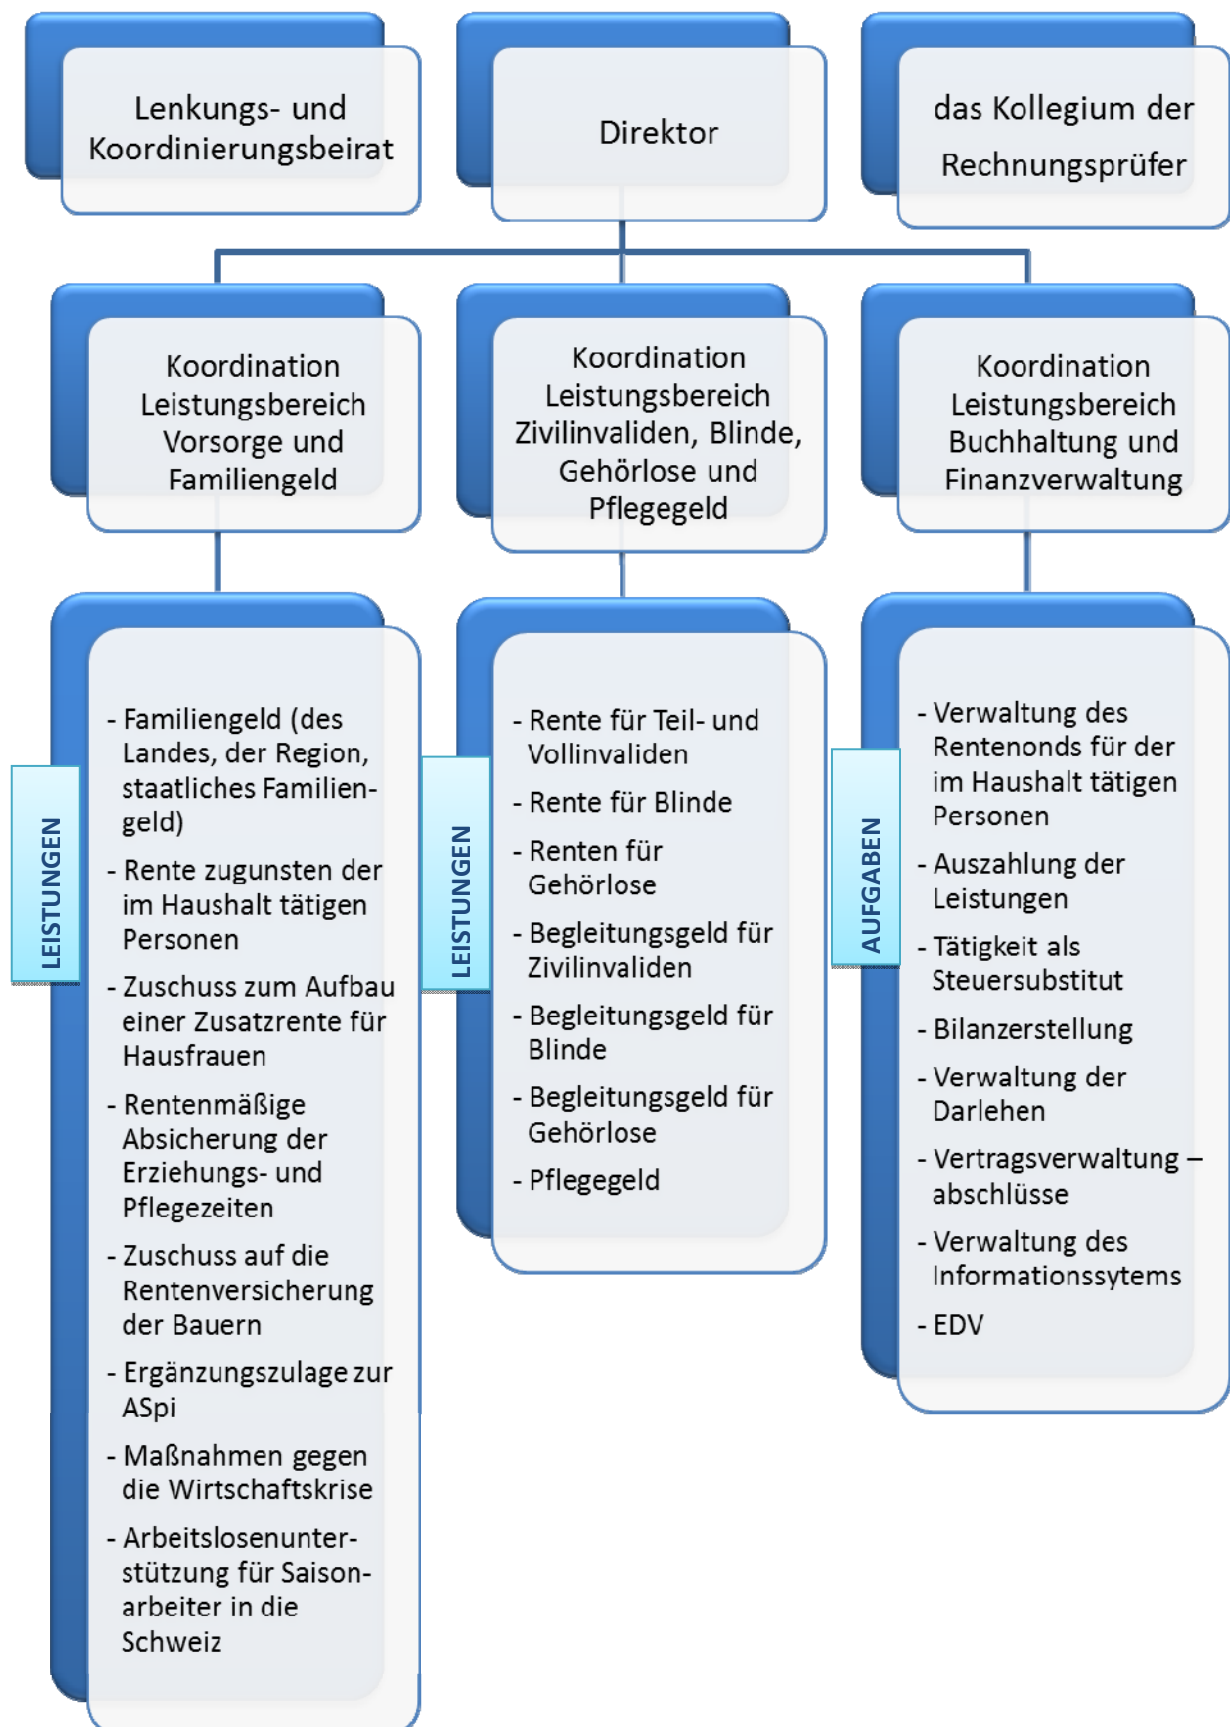 Lenkungs- und
Koordinierungsbeirat
Direktor
das Kollegium der
Rechnungsprüfer
Koordination
Leistungsbereich
Vorsorge und
Familiengeld
Koordination
Leistungsbereich
Zivilinvaliden, Blinde,
Gehörlose und
Pflegegeld
Koordination
Leistungsbereich
Buchhaltung und
Finanzverwaltung
LEISTUNGEN
- Familiengeld (des
Landes, der Region,
staatliches Familien-
geld)
- Rente zugunsten der
im Haushalt tätigen
Personen
- Zuschuss zum Aufbau
einer Zusatzrente für
Hausfrauen
- Rentenmäßige
Absicherung der
Erziehungs- und
Pflegezeiten
- Zuschuss auf die
Rentenversicherung
der Bauern
- Ergänzungszulage zur
ASpi
- Maßnahmen gegen
die Wirtschaftskrise
- Arbeitslosenunter-
stützung für Saison-
arbeiter in die
Schweiz
LEISTUNGEN
- Rente für Teil- und
Vollinvaliden
- Rente für Blinde
- Renten für
Gehörlose
- Begleitungsgeld für
Zivilinvaliden
- Begleitungsgeld für
Blinde
- Begleitungsgeld für
Gehörlose
- Pflegegeld
AUFGABEN
- Verwaltung des
Rentenonds für der
im Haushalt tätigen
Personen
- Auszahlung der
Leistungen
- Tätigkeit als
Steuersubstitut
- Bilanzerstellung
- Verwaltung der
Darlehen
- Vertragsverwaltung –
abschlüsse
- Verwaltung des
Informationssytems
- EDV